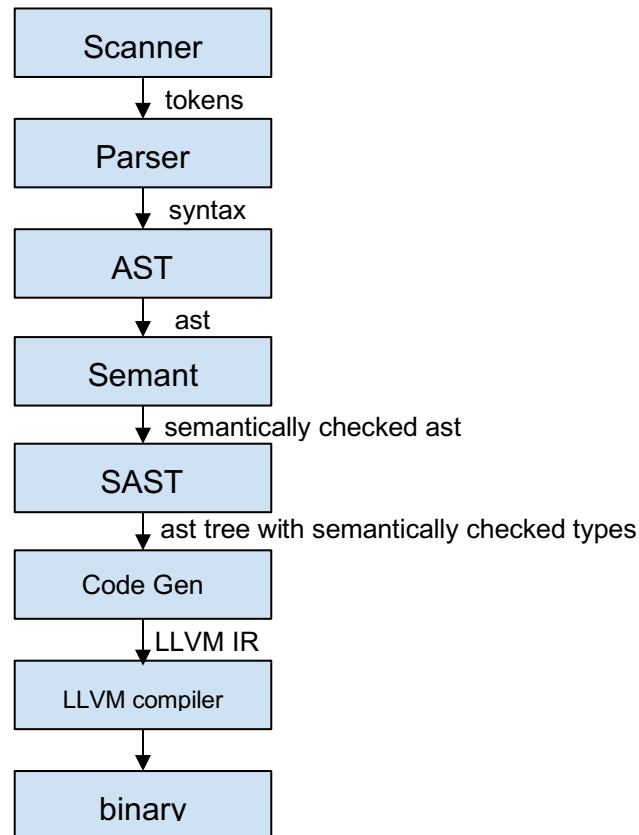 Scanner
tokens
Parser
syntax
AST
ast
Semant
semantically checked ast
SAST
ast tree with semantically checked types
Code Gen
LLVM IR
LLVM compiler
binary